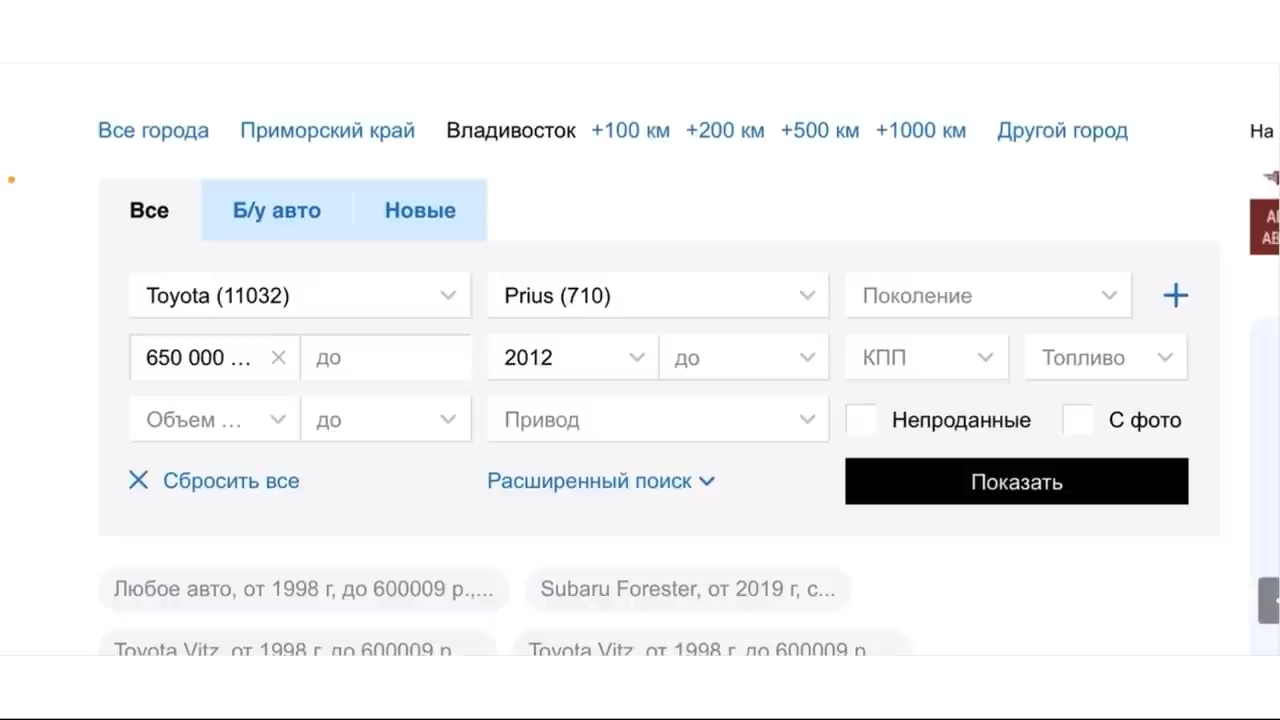 Все города Приморский край Владивосток +100 км +200 км +500 км +1000 км Другой город На
Все Б/у авто Новые
Toyota (11032) Prius (710) Поколение
650 000 ... до 2012 до КПП Топливо
Объем ... до Привод Непроданные С фото
Сбросить все Расширенный поиск Показать
Любое авто, от 1998 г, до 600009 р.,... Subaru Forester, от 2019 г, с...
Toyota Vitz, от 1998 г, до 600009 р Toyota Vitz, от 1998 г, до 600009 р